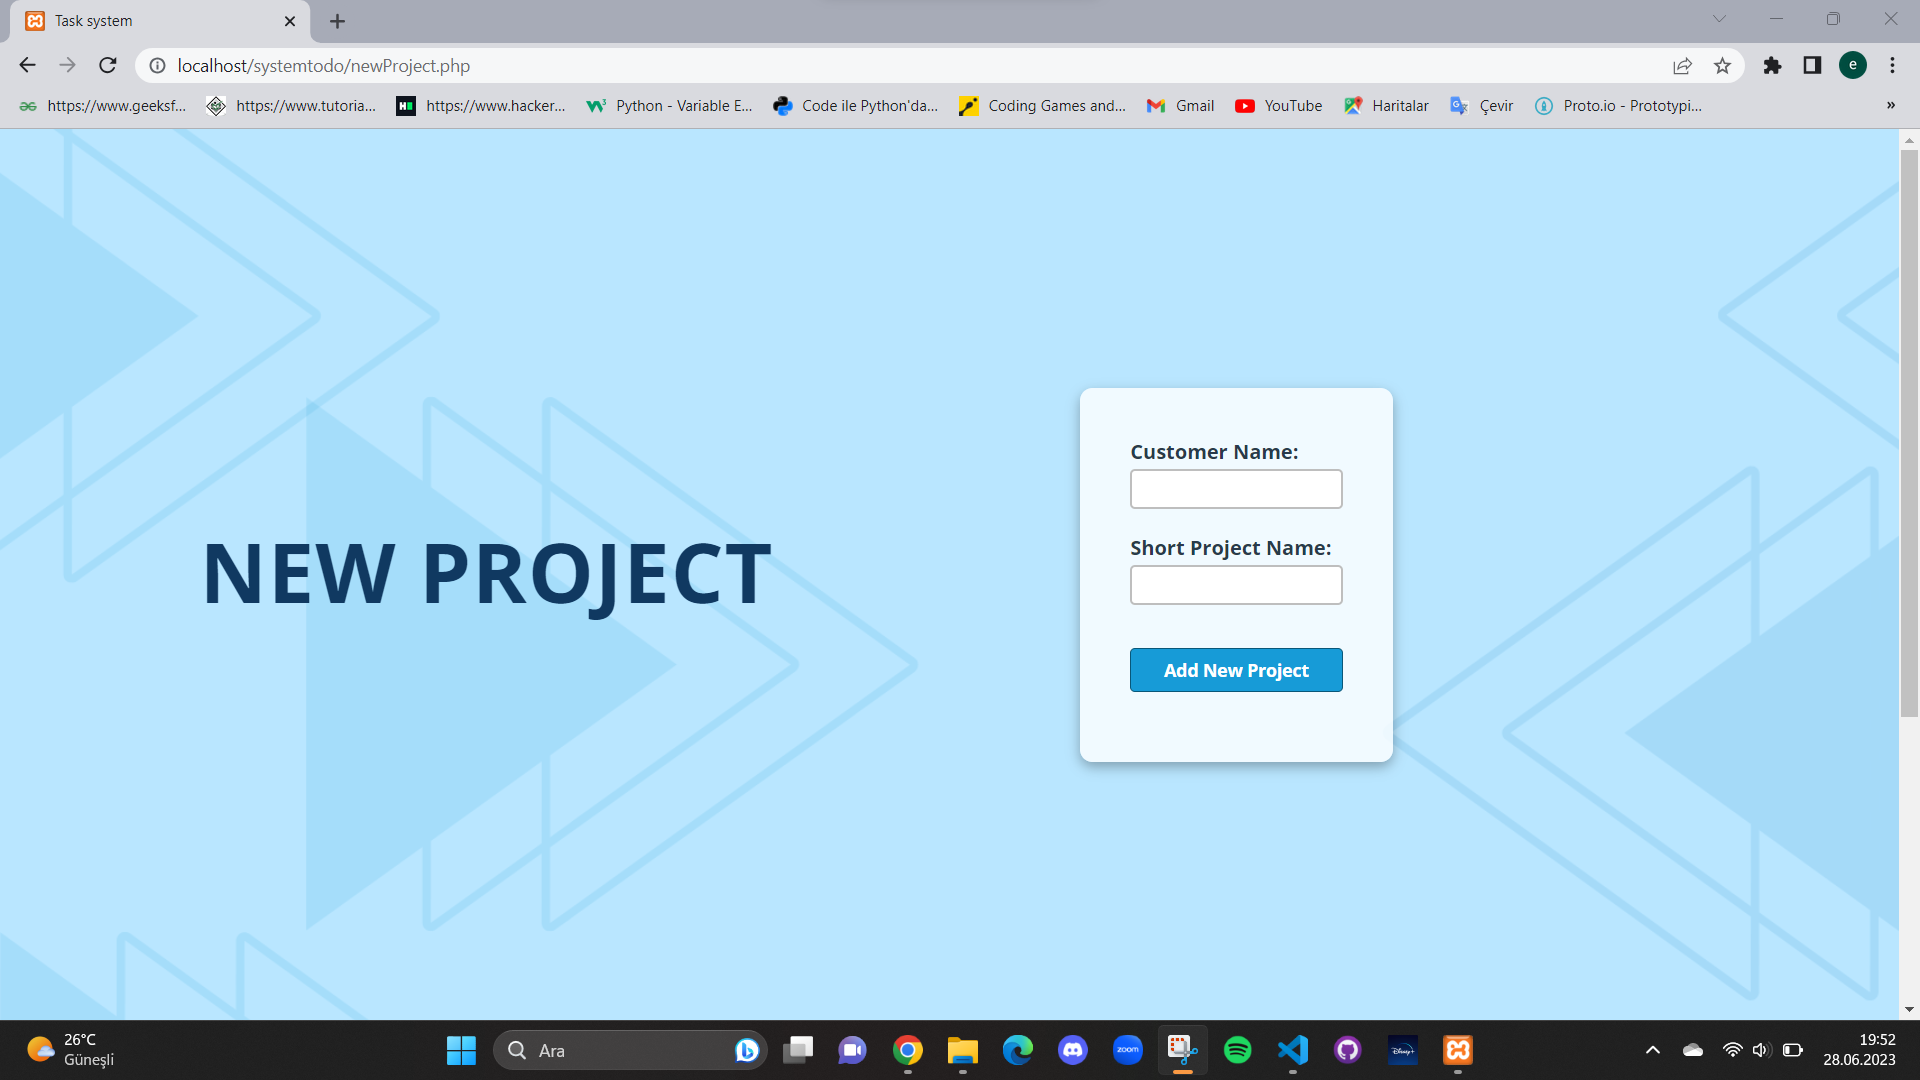 Task system
localhost/systemtodo/newProject.php
https://www.geeksf... https://www.tutoria... https://www.hacker... Python - Variable E... Code ile Python'da... Coding Games and... Gmail YouTube Haritalar Çevir Proto.io - Prototypi... »
e
NEW PROJECT
Customer Name:
Short Project Name:
Add New Project
26°C
Güneşli
Ara
zoom
Disney+
19:52
28.06.2023